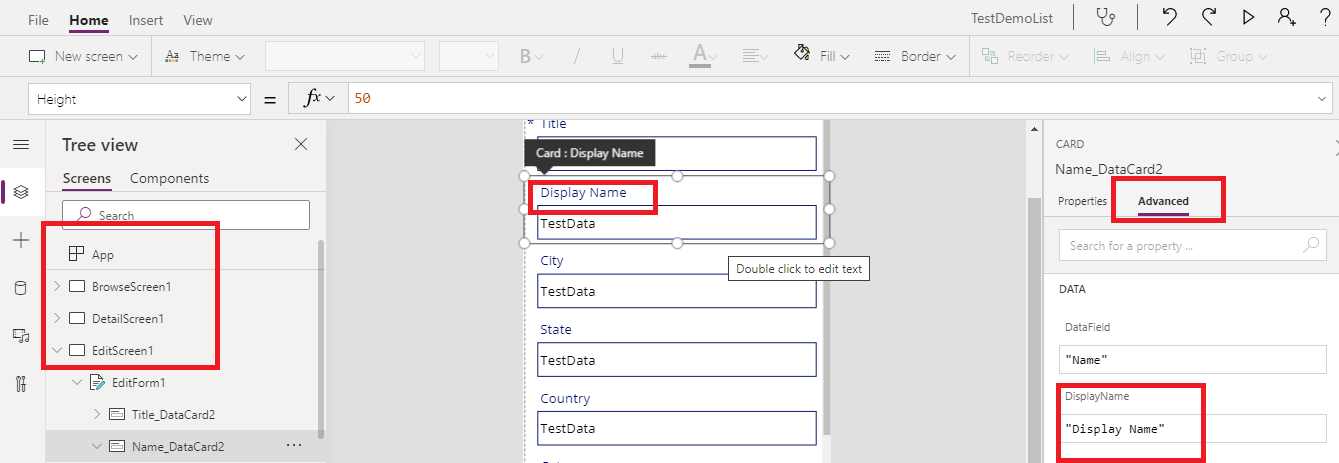 File Home Insert View TestDemoList ?
New screen Theme B / U abc A Fill Border Reorder Align Group
Height = fx 50
Tree view
Screens Components
Search
App
BrowseScreen1
DetailScreen1
EditScreen1
EditForm1
Title_DataCard2
Name_DataCard2 ...
* Title
Card : Display Name
Display Name
TestData
Double click to edit text
City
TestData
State
TestData
Country
TestData
CARD
Name_DataCard2
Properties Advanced
Search for a property ...
DATA
DataField
"Name"
DisplayName
"Display Name"